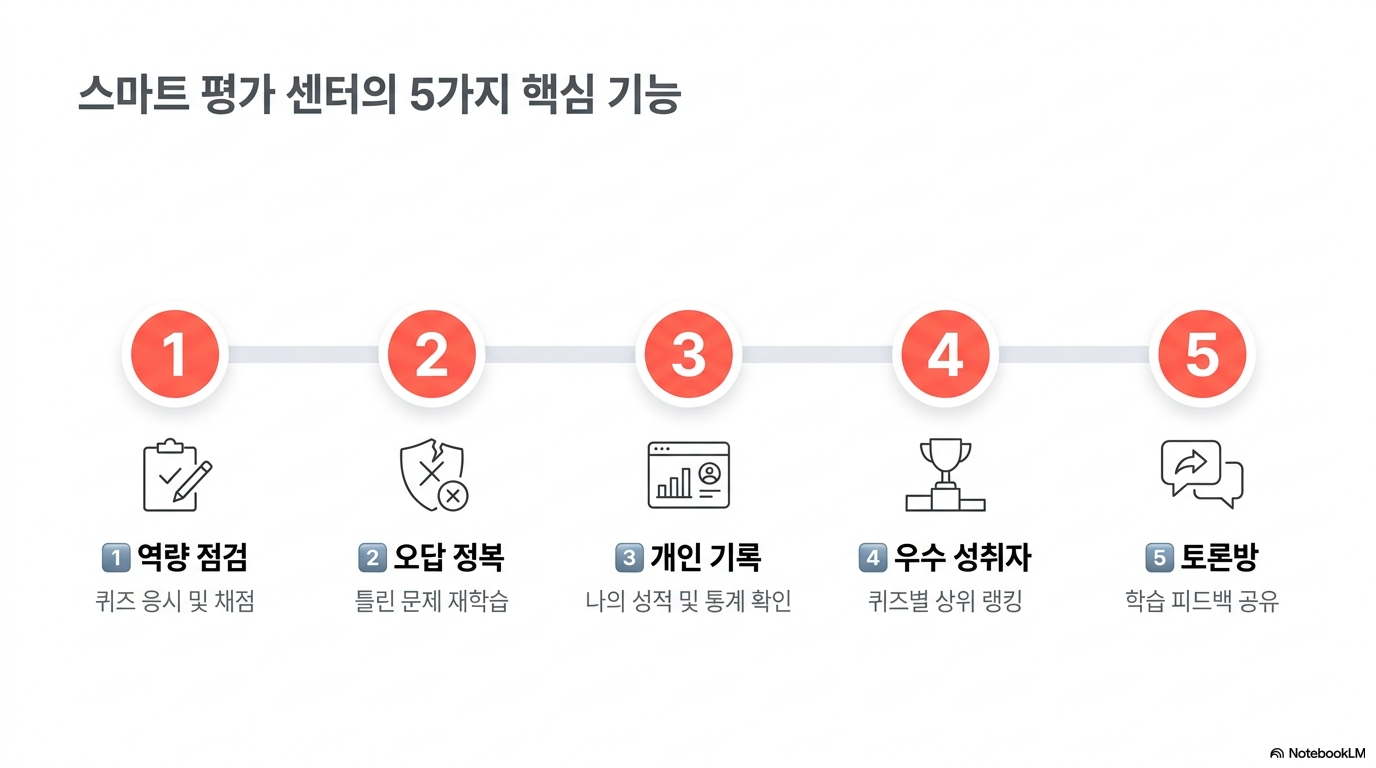 스마트 평가 센터의 5가지 핵심 기능
1
2
3
4
5
1 역량 점검
퀴즈 응시 및 채점
2 오답 정복
틀린 문제 재학습
3 개인 기록
나의 성적 및 통계 확인
4 우수 성취자
퀴즈별 상위 랭킹
5 토론방
학습 피드백 공유
NotebookLM